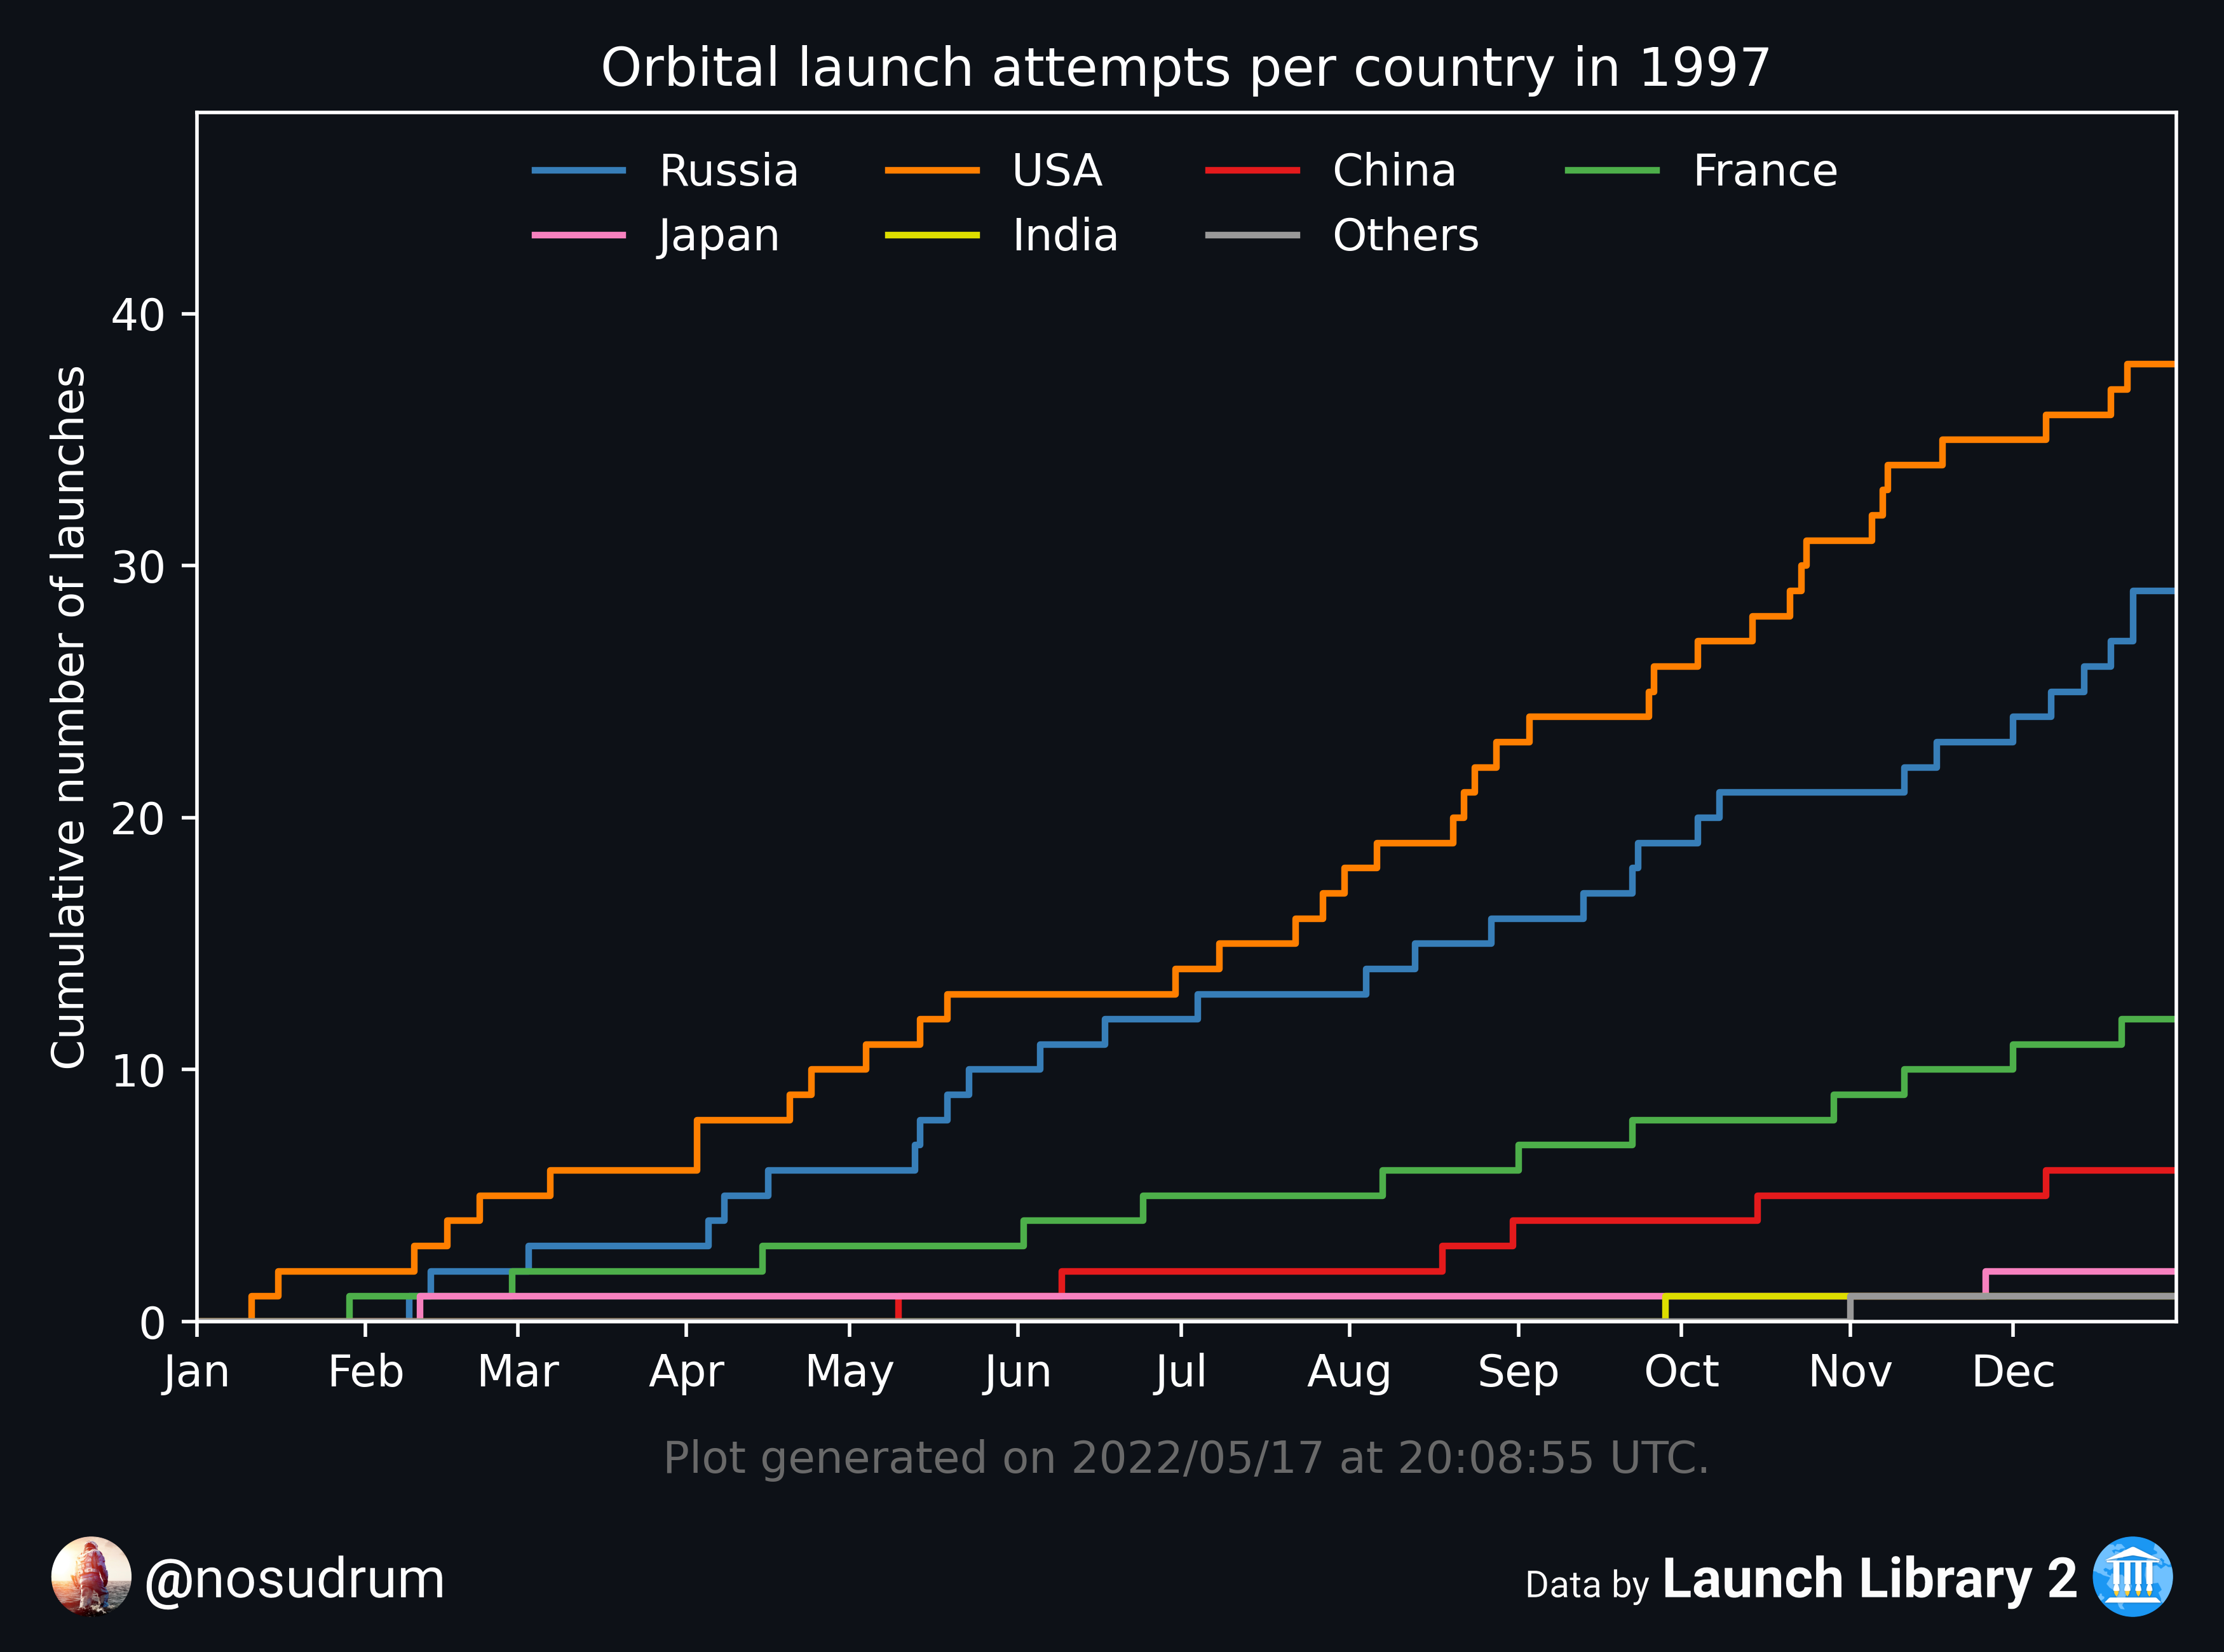 Orbital launch attempts per country in 1997
Russia USA China France
Japan India Others
Cumulative number of launches
40
30
20
10
0
Jan Feb Mar Apr May Jun Jul Aug Sep Oct Nov Dec
Plot generated on 2022/05/17 at 20:08:55 UTC.
@nosudrum
Data by Launch Library 2